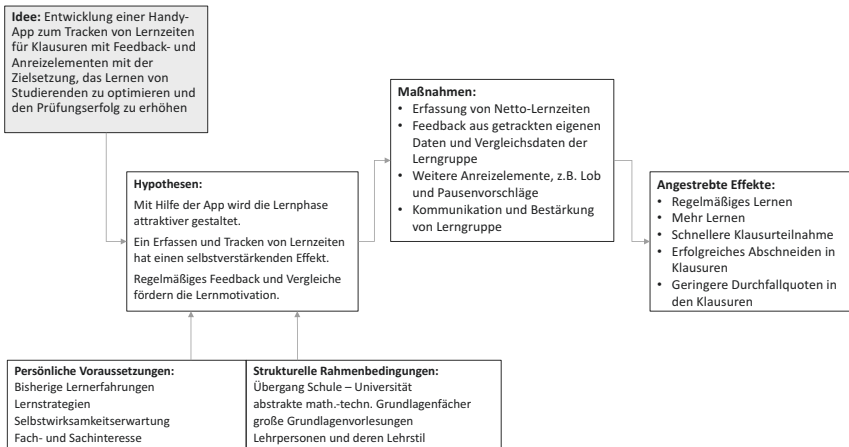 Idee: Entwicklung einer Handy-
App zum Tracken von Lernzeiten
für Klausuren mit Feedback- und
Anreizelementen mit der
Zielsetzung, das Lernen von
Studierenden zu optimieren und
den Prüfungserfolg zu erhöhen
Hypothesen:
Mit Hilfe der App wird die Lernphase
attraktiver gestaltet.
Ein Erfassen und Tracken von Lernzeiten
hat einen selbstverstärkenden Effekt.
Regelmäßiges Feedback und Vergleiche
fördern die Lernmotivation.
Maßnahmen:
• Erfassung von Netto-Lernzeiten
• Feedback aus getrackten eigenen
Daten und Vergleichsdaten der
Lerngruppe
• Weitere Anreizelemente, z.B. Lob
und Pausenvorschläge
• Kommunikation und Bestärkung
von Lerngruppe
Angestrebte Effekte:
• Regelmäßiges Lernen
• Mehr Lernen
• Schnellere Klausurteilnahme
• Erfolgreiches Abschneiden in
Klausuren
• Geringere Durchfallquoten in
den Klausuren
Persönliche Voraussetzungen:
Bisherige Lernerfahrungen
Lernstrategien
Selbstwirksamkeitserwartung
Fach- und Sachinteresse
Strukturelle Rahmenbedingungen:
Übergang Schule – Universität
abstrakte math.-techn. Grundlagenfächer
große Grundlagenvorlesungen
Lehrpersonen und deren Lehrstil